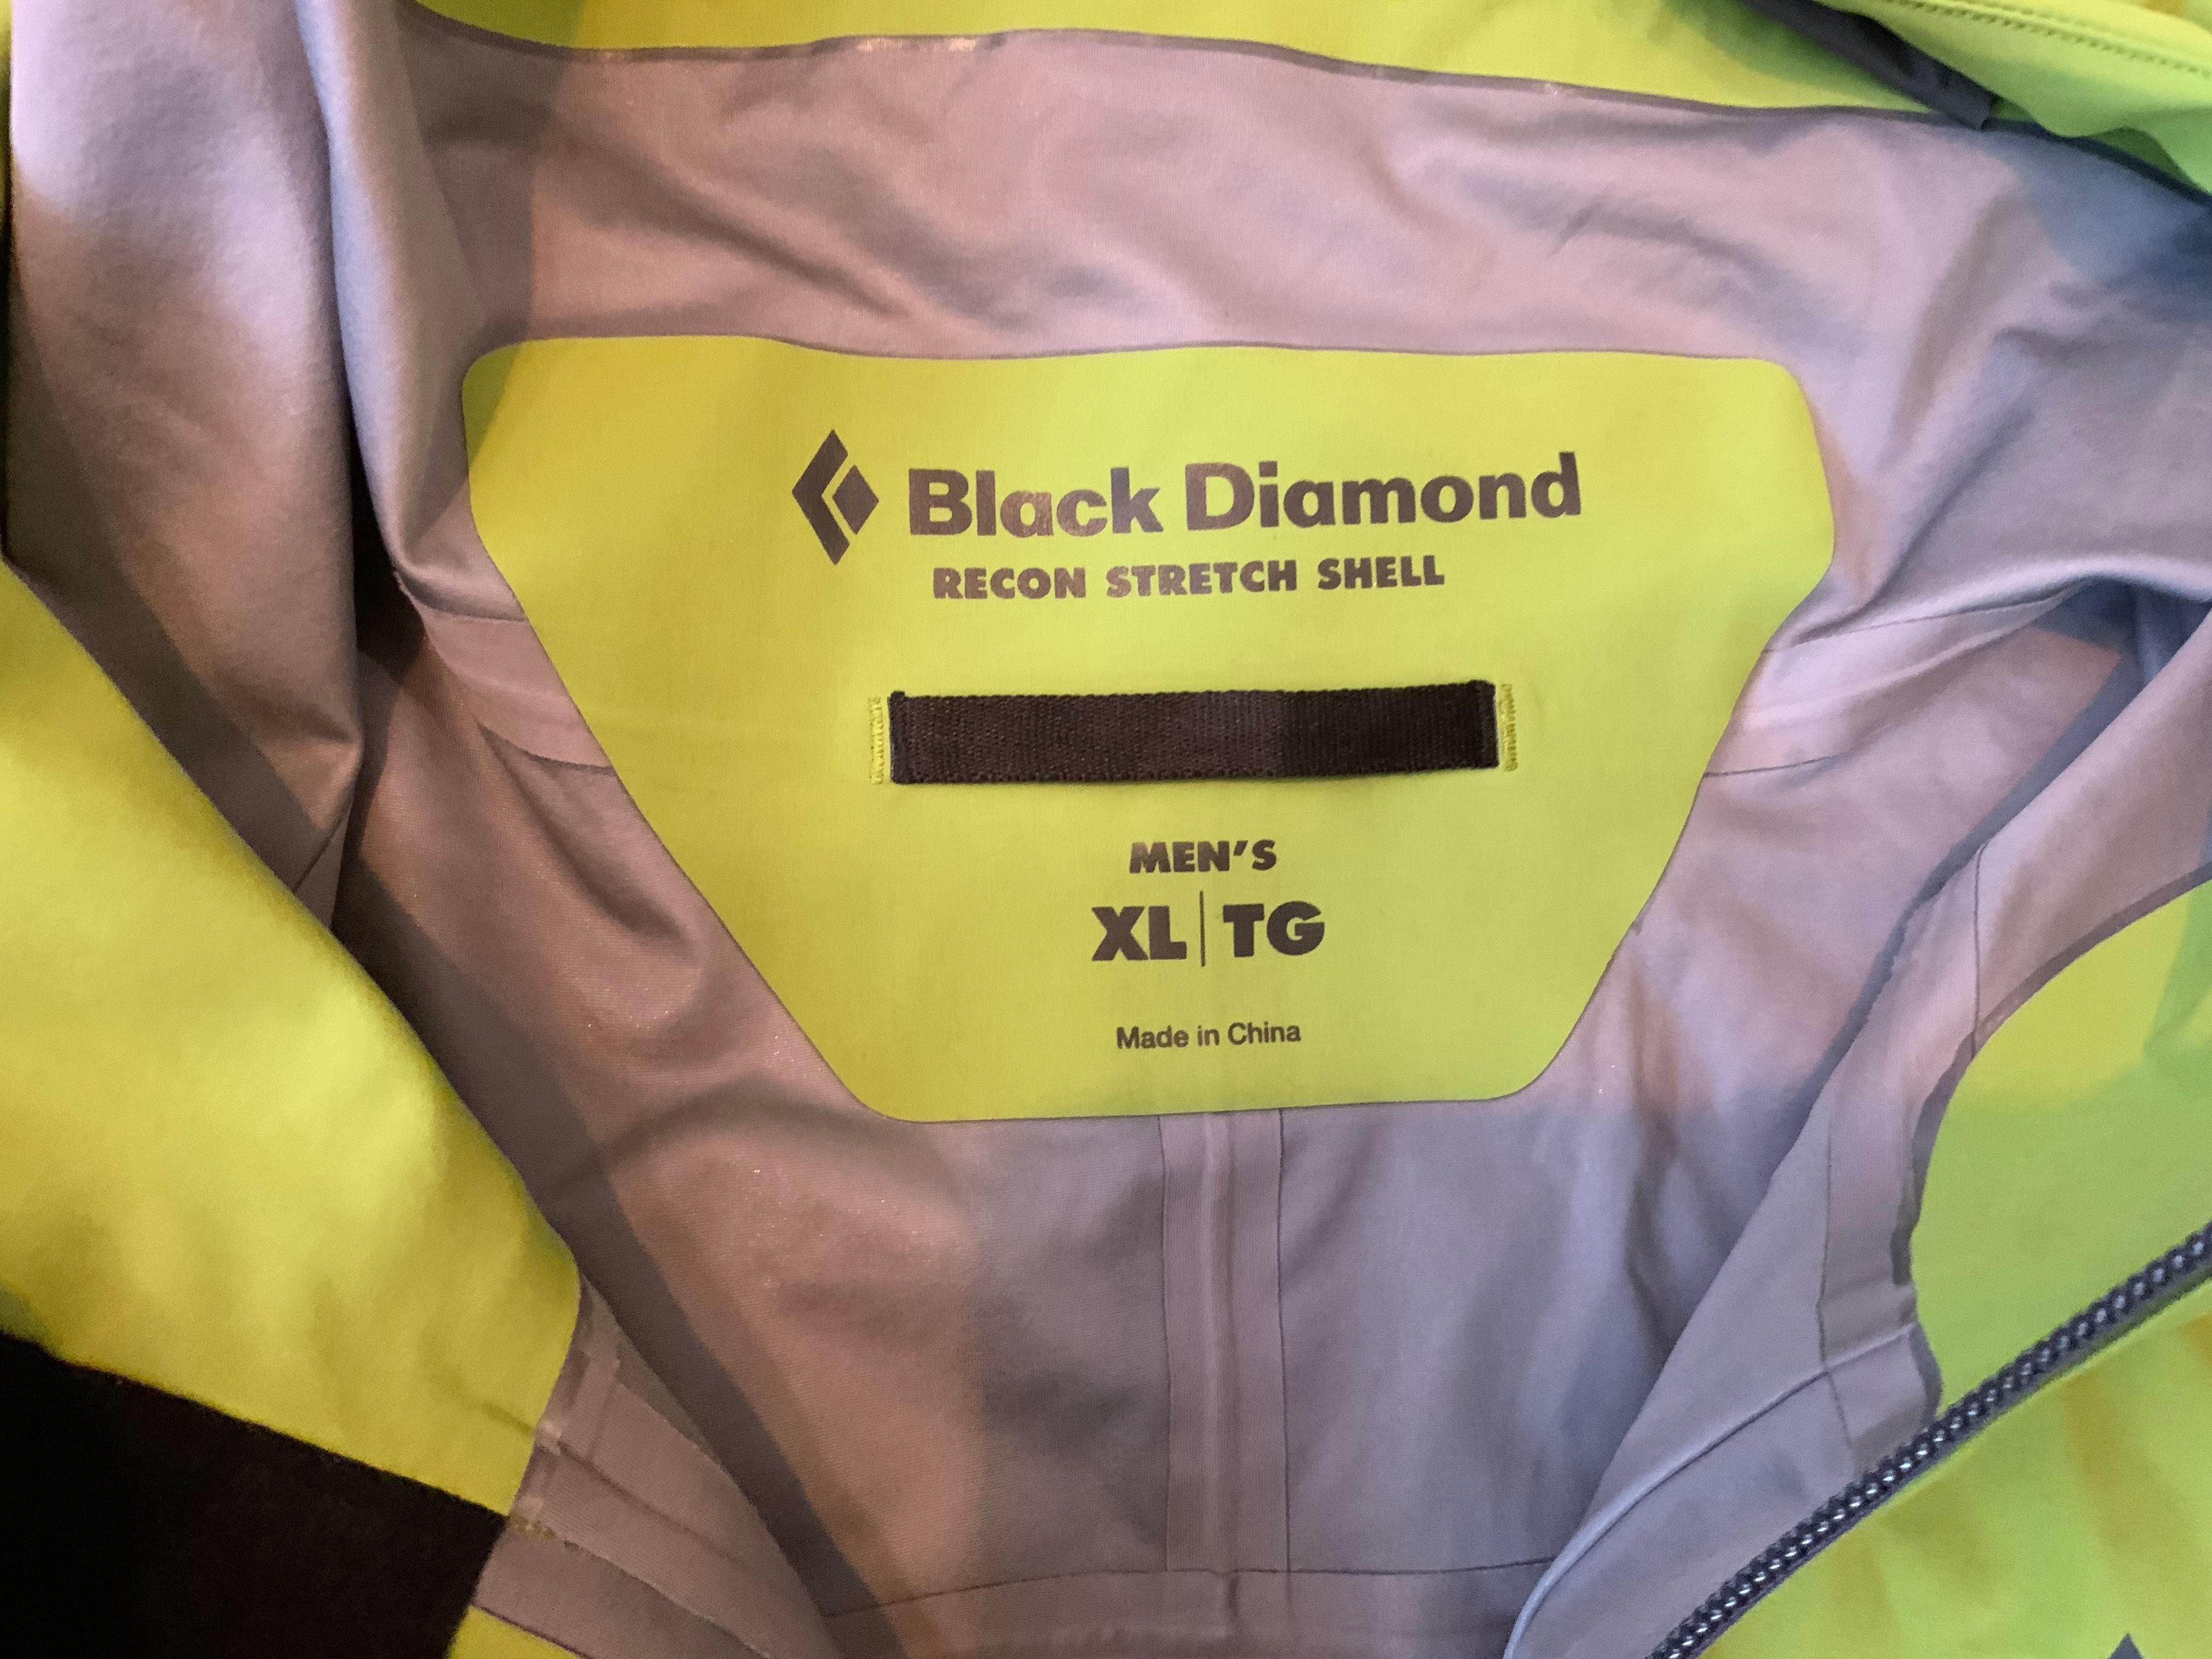 Black Diamond
RECON STRETCH SHELL
MEN'S
XL|TG
Made in China